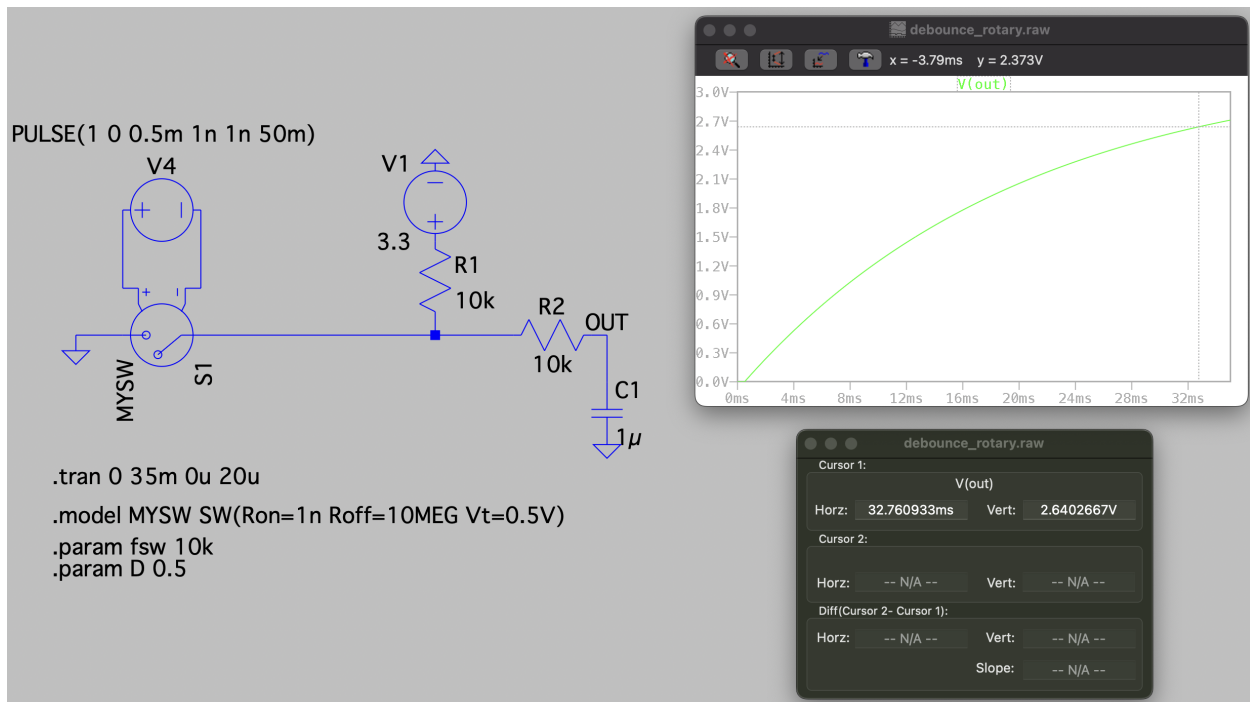 PULSE(1 0 0.5m 1n 1n 50m)
V4
V1
3.3
R1
10k
R2
10k
OUT
C1
1µ
MYSW
S1
.tran 0 35m 0u 20u
.model MYSW SW(Ron=1n Roff=10MEG Vt=0.5V)
.param fsw 10k
.param D 0.5
debounce_rotary.raw
x = -3.79ms y = 2.373V
V(out)
3.0V
2.7V
2.4V
2.1V
1.8V
1.5V
1.2V
0.9V
0.6V
0.3V
0.0V
0ms 4ms 8ms 12ms 16ms 20ms 24ms 28ms 32ms
debounce_rotary.raw
Cursor 1:
V(out)
Horz: 32.760933ms Vert: 2.6402667V
Cursor 2:
Horz: -- N/A -- Vert: -- N/A --
Diff(Cursor 2- Cursor 1):
Horz: -- N/A -- Vert: -- N/A --
Slope: -- N/A --